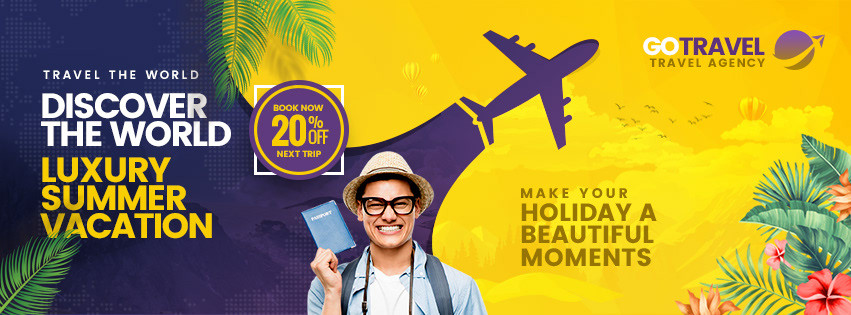 TRAVEL THE WORLD
DISCOVER
THE WORLD
LUXURY
SUMMER
VACATION
BOOK NOW
20% OFF
NEXT TRIP
PASSPORT
MAKE YOUR
HOLIDAY A
BEAUTIFUL
MOMENTS
GOTRAVEL
TRAVEL AGENCY